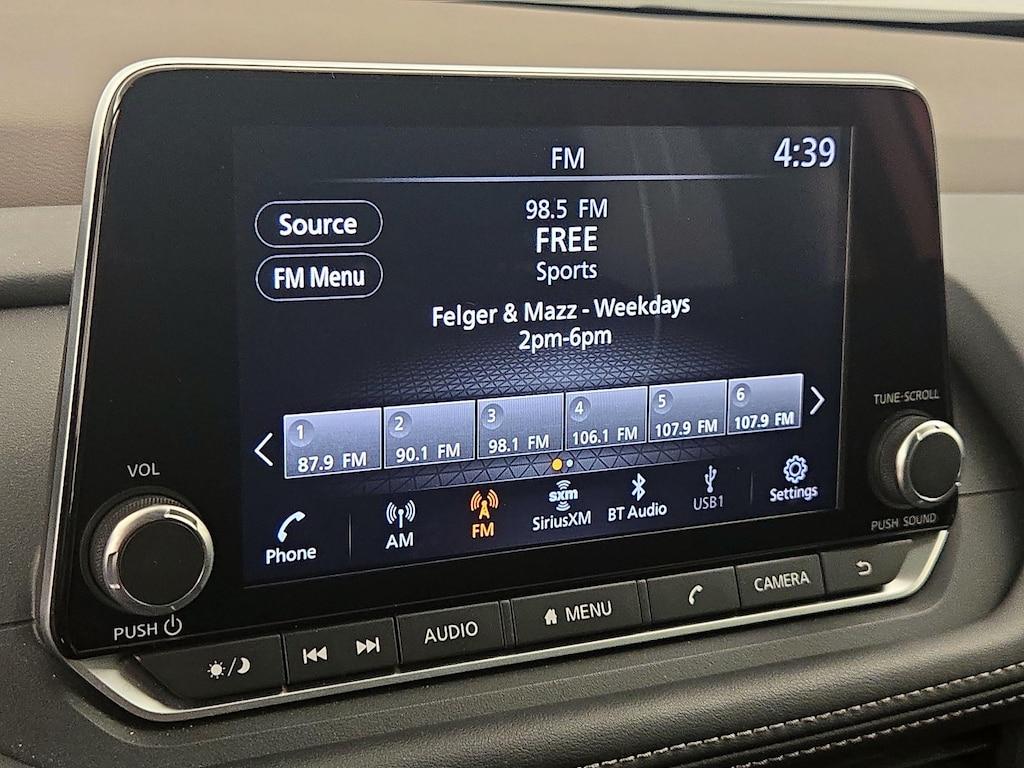 FM
4:39
Source
FM Menu
98.5 FM
FREE
Sports
Felger & Mazz - Weekdays
2pm-6pm
1
87.9 FM
2
90.1 FM
3
98.1 FM
4
106.1 FM
5
107.9 FM
6
107.9 FM
Phone
AM
FM
sxm
SiriusXM
BT Audio
USB1
Settings
VOL
PUSH
TUNE·SCROLL
PUSH SOUND
AUDIO
MENU
CAMERA